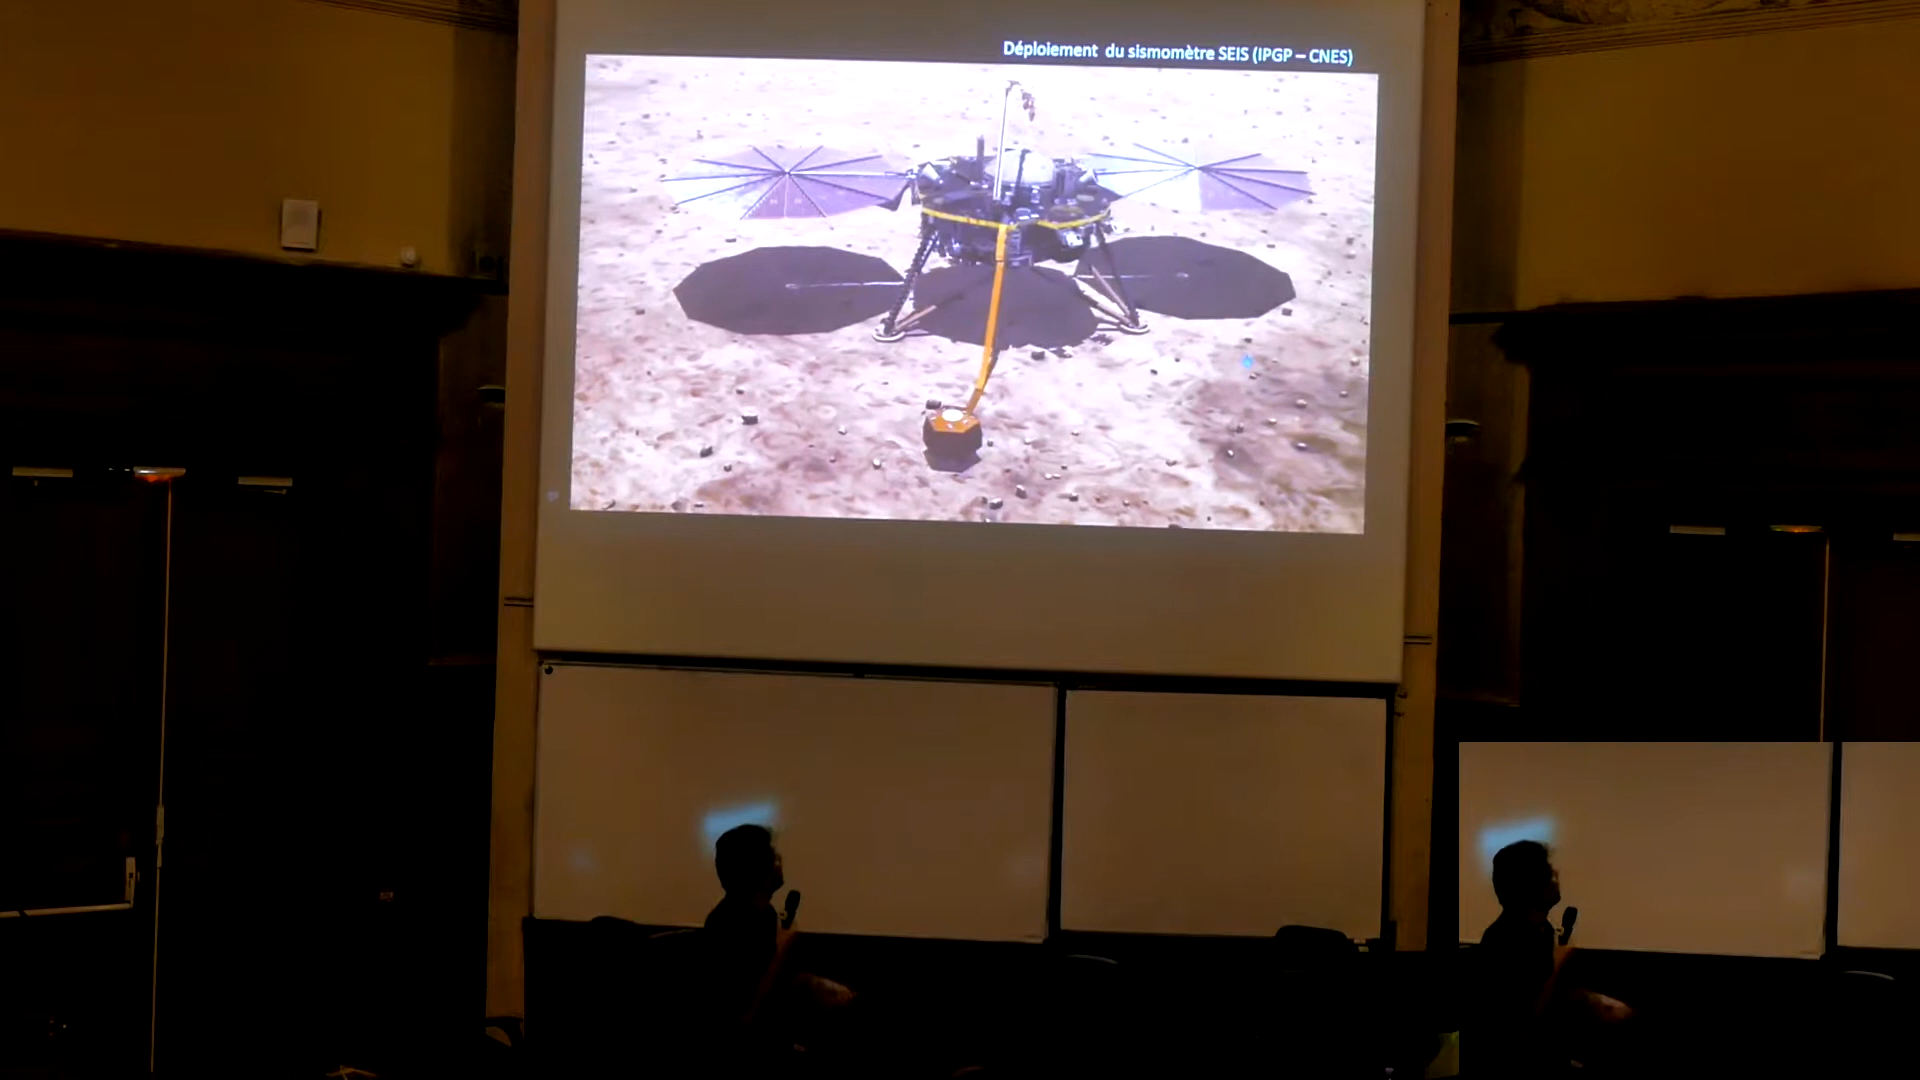 Déploiement du sismomètre SEIS (IPGP – CNES)